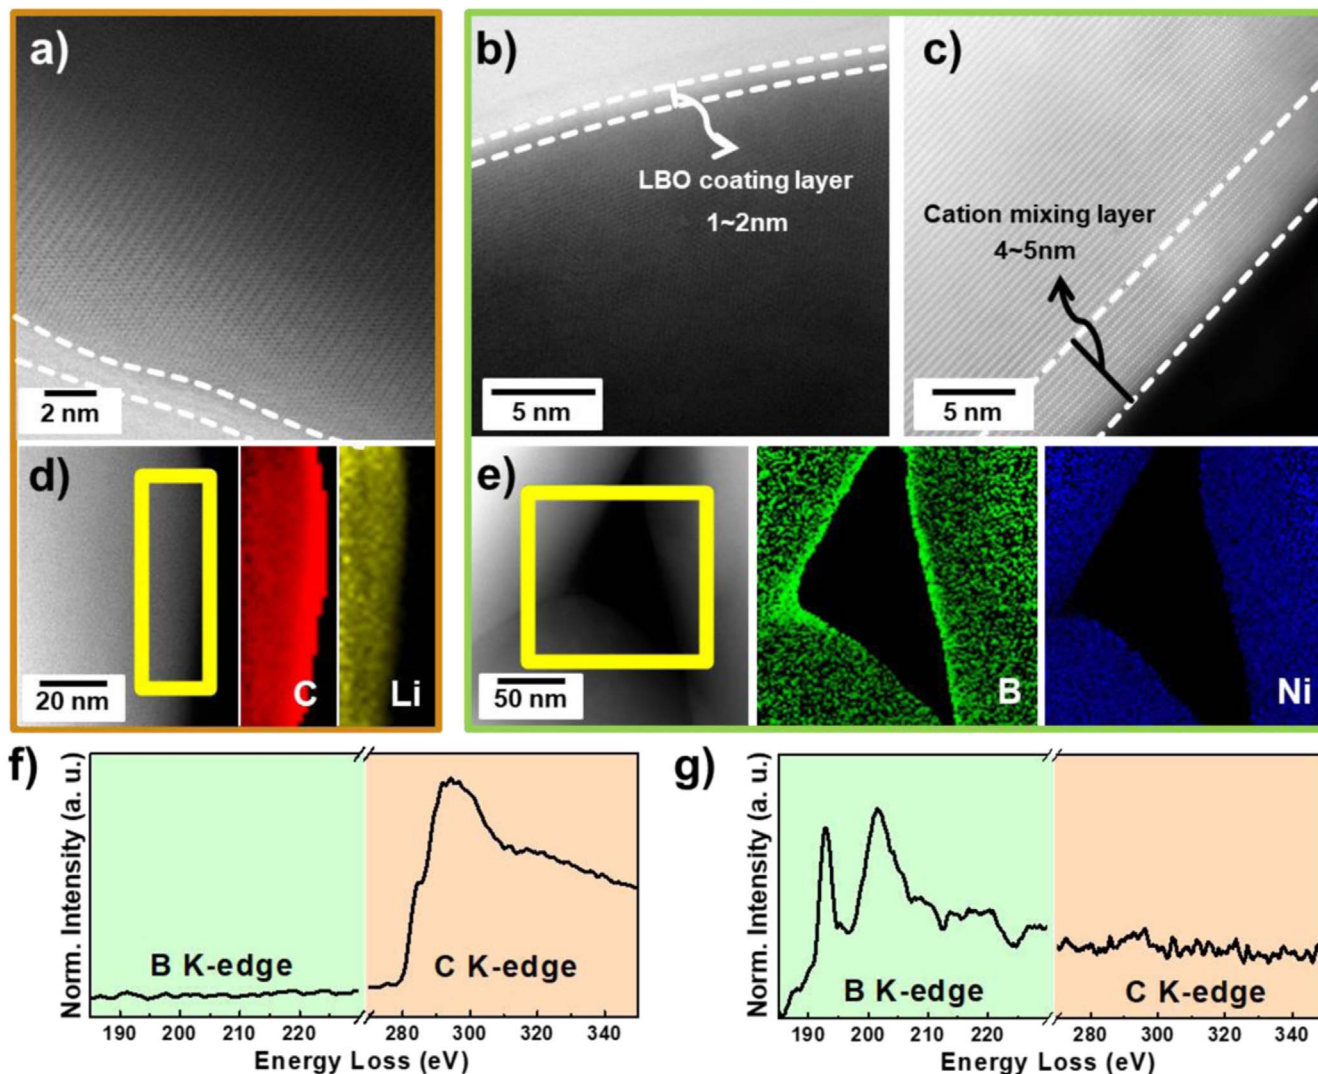 a)
2 nm
b)
LBO coating layer
1~2nm
5 nm
c)
Cation mixing layer
4~5nm
5 nm
d)
20 nm
C
Li
e)
50 nm
B
Ni
f)
Norm. Intensity (a. u.)
B K-edge
C K-edge
190 200 210 220 280 300 320 340
Energy Loss (eV)
g)
Norm. Intensity (a. u.)
B K-edge
C K-edge
190 200 210 220 280 300 320 340
Energy Loss (eV)